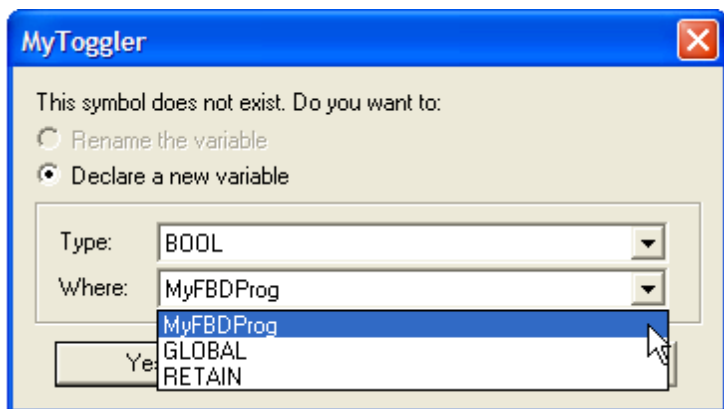 MyToggler
This symbol does not exist. Do you want to:
Rename the variable
Declare a new variable
Type: BOOL
Where: MyFBDProg
MyFBDProg
GLOBAL
RETAIN